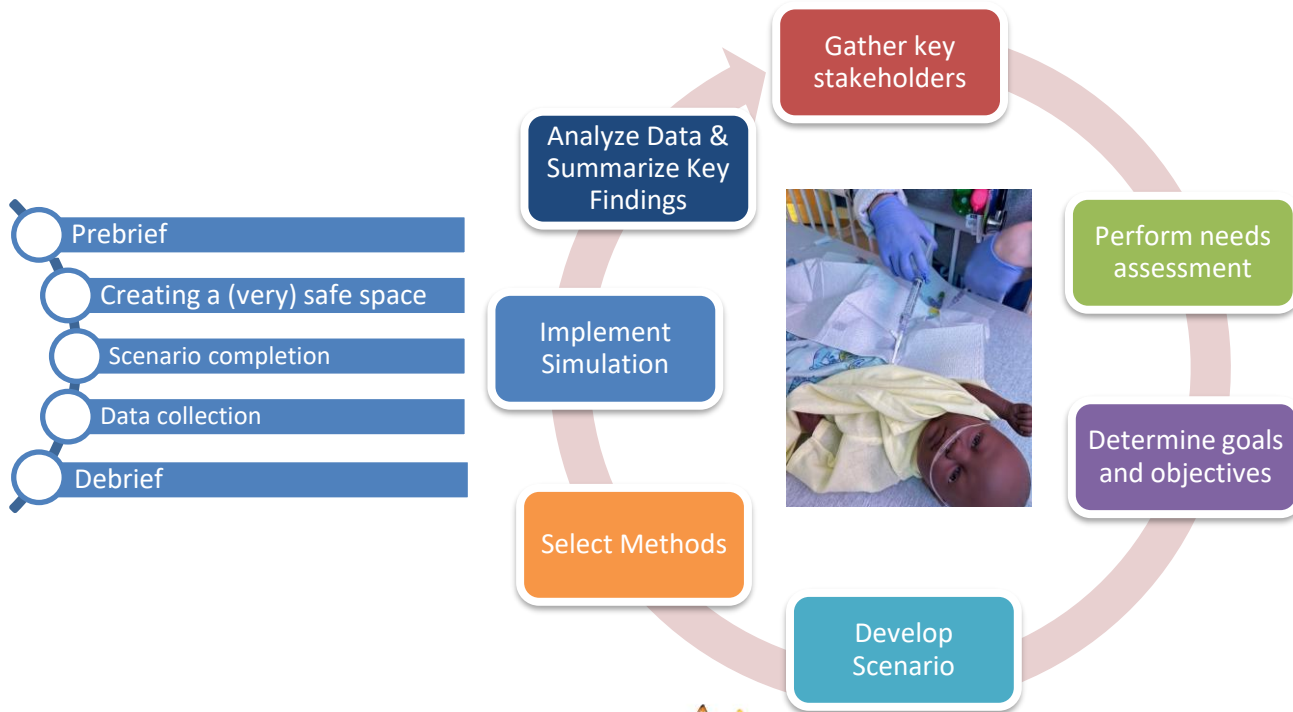 Gather key
stakeholders
Perform needs
assessment
Determine goals
and objectives
Develop
Scenario
Select Methods
Implement
Simulation
Analyze Data &
Summarize Key
Findings
Prebrief
Creating a (very) safe space
Scenario completion
Data collection
Debrief